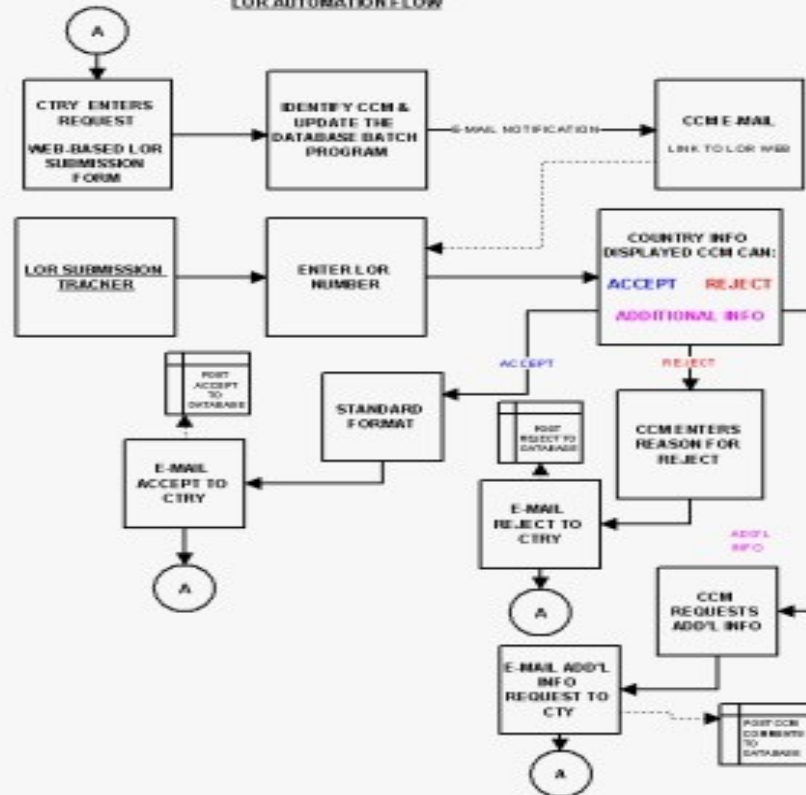 LOR AUTOMATION FLOW
A
CTRY ENTERS
REQUEST
WEB-BASED LOR
SUBMISSION
FORM
IDENTIFY CCM &
UPDATE THE
DATABASE BATCH
PROGRAM
E-MAIL NOTIFICATION
CCM E-MAIL
LINK TO LOR WEB
LOR SUBMISSION
TRACKER
ENTER LOR
NUMBER
COUNTRY INFO
DISPLAYED CCM CAN:
ACCEPT REJECT
ADDITIONAL INFO
ACCEPT
REJECT
POST
ACCEPT
TO
DATABASE
STANDARD
FORMAT
POST
REJECT TO
DATABASE
CCM ENTERS
REASON FOR
REJECT
E-MAIL
ACCEPT TO
CTRY
E-MAIL
REJECT TO
CTRY
ADD'L
INFO
A
A
CCM
REQUESTS
ADD'L INFO
E-MAIL ADD'L
INFO
REQUEST TO
CTY
POST CCM
COMMENTS
TO
DATABASE
A